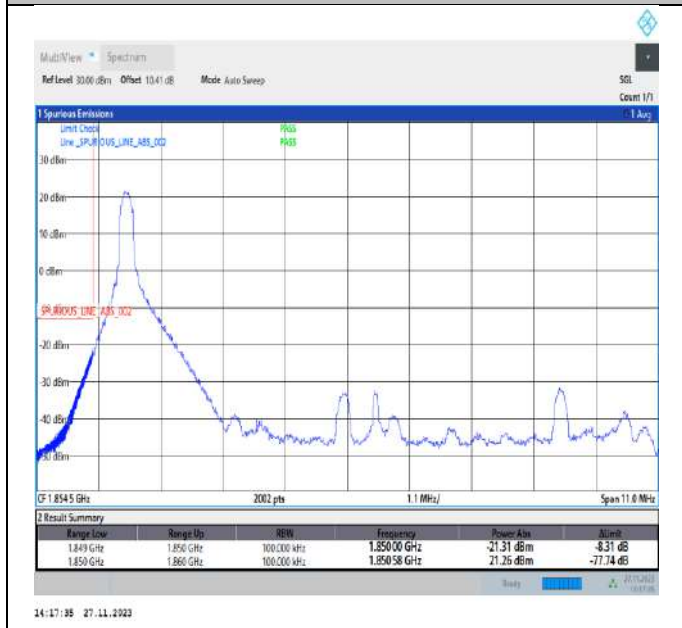 MultiView Spectrum
Ref Level 30.00 dBm Offset 10.41 dB Mode Auto Sweep SGL
Count 1/1
1 Spurious Emissions 1 Avg
Limit Check PASS
Line _SPURIOUS_LINE_ABS_002 PASS
30 dBm
20 dBm
10 dBm
0 dBm
_SPURIOUS_LINE_ABS_002
-20 dBm
-30 dBm
-40 dBm
-50 dBm
CF 1.8545 GHz 2002 pts 1.1 MHz/ Span 11.0 MHz
2 Result Summary
Range Low Range Up RBW Frequency Power Abs ΔLimit
1.849 GHz 1.850 GHz 100.000 kHz 1.85000 GHz -21.31 dBm -8.31 dB
1.850 GHz 1.860 GHz 100.000 kHz 1.85058 GHz 21.26 dBm -77.74 dB
Ready 27.11.2023
14:17:35 27.11.2023